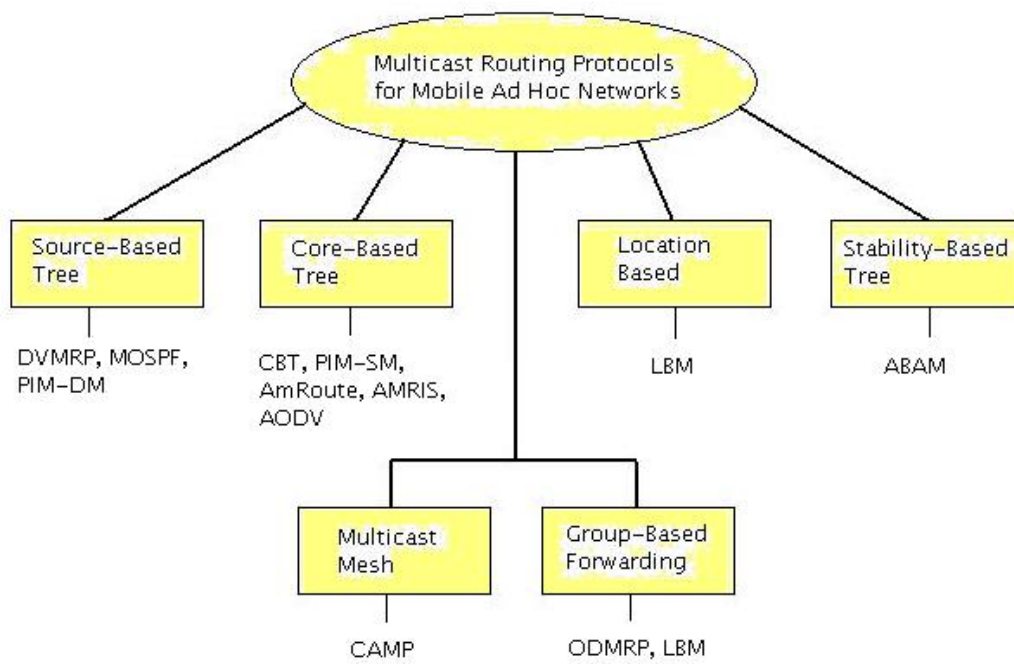 Multicast Routing Protocols
for Mobile Ad Hoc Networks
Source-Based
Tree
Core-Based
Tree
Location
Based
Stability-Based
Tree
DVMRP, MOSPF,
PIM-DM
CBT, PIM-SM,
AmRoute, AMRIS,
AODV
LBM
ABAM
Multicast
Mesh
Group-Based
Forwarding
CAMP
ODMRP, LBM